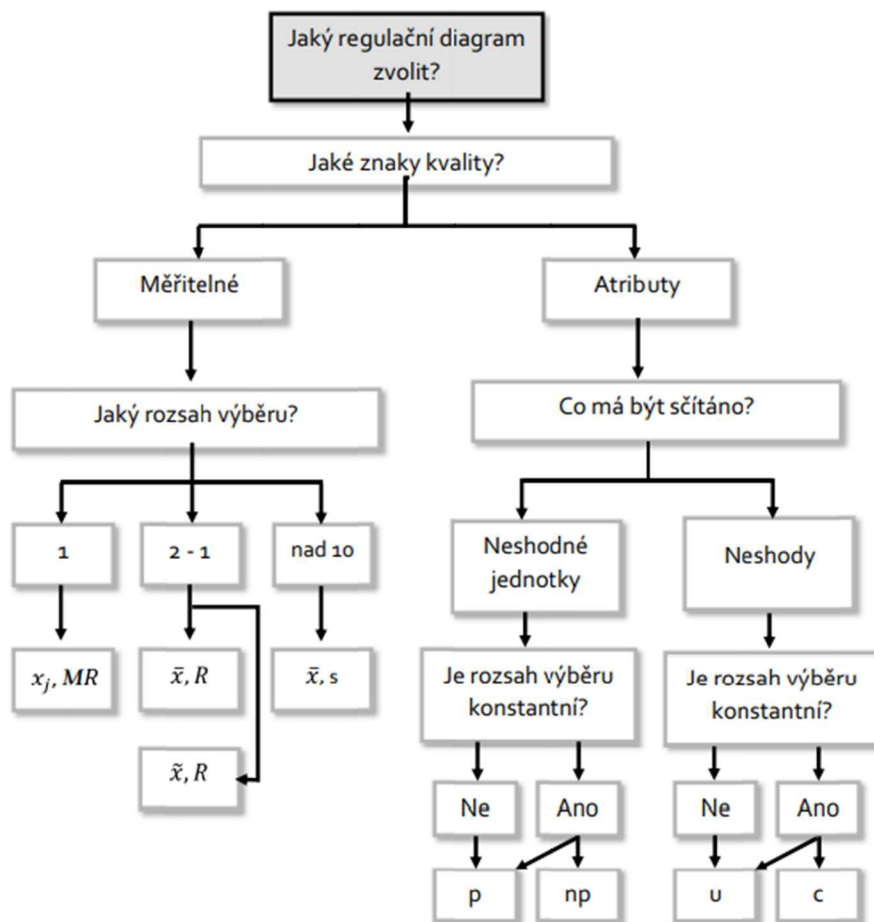 Jaký regulační diagram
zvolit?
Jaké znaky kvality?
Měřitelné
Atributy
Jaký rozsah výběru?
Co má být sčítáno?
1
2 - 1
nad 10
Neshodné
jednotky
Neshody
x_j, MR
x̄, R
x̄, s
Je rozsah výběru
konstantní?
Je rozsah výběru
konstantní?
x̃, R
Ne
Ano
Ne
Ano
p
np
u
c